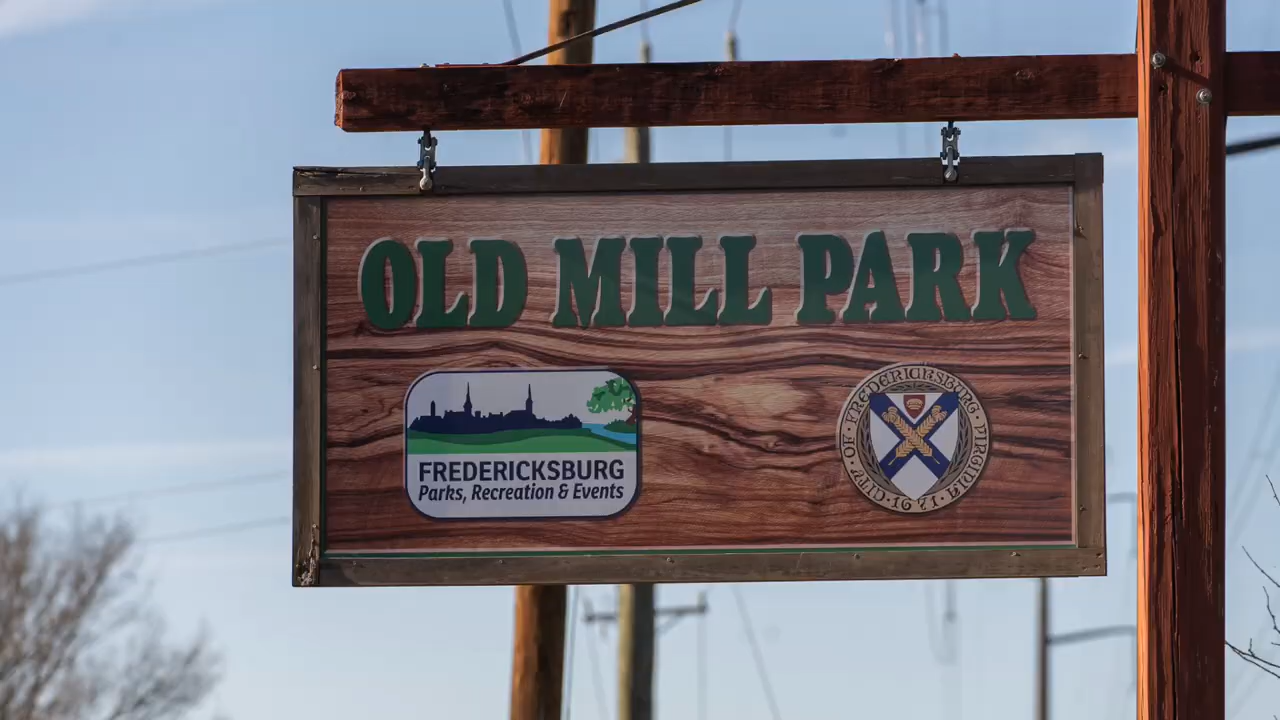 OLD MILL PARK
FREDERICKSBURG
Parks, Recreation & Events
CITY · OF · FREDERICKSBURG · VIRGINIA ·
· 1671 ·